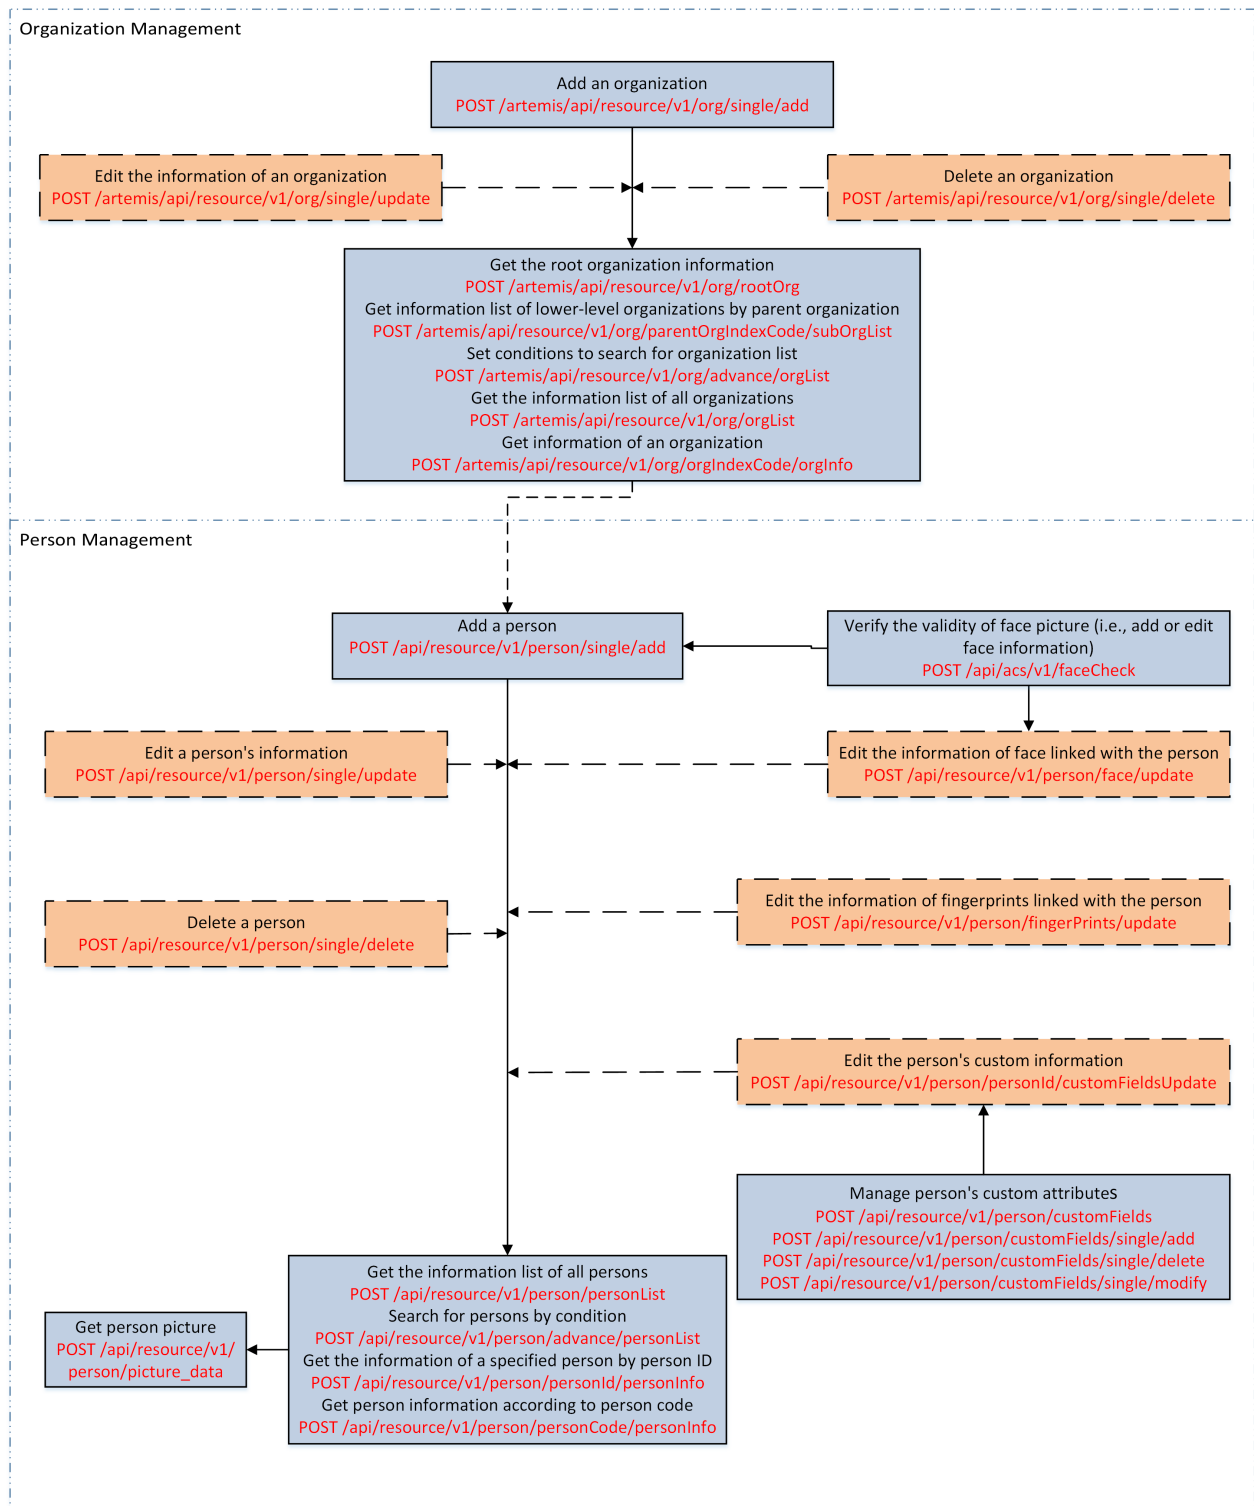 Organization Management
Add an organization
POST /artemis/api/resource/v1/org/single/add
Edit the information of an organization
POST /artemis/api/resource/v1/org/single/update
Delete an organization
POST /artemis/api/resource/v1/org/single/delete
Get the root organization information
POST /artemis/api/resource/v1/org/rootOrg
Get information list of lower-level organizations by parent organization
POST /artemis/api/resource/v1/org/parentOrgIndexCode/subOrgList
Set conditions to search for organization list
POST /artemis/api/resource/v1/org/advance/orgList
Get the information list of all organizations
POST /artemis/api/resource/v1/org/orgList
Get information of an organization
POST /artemis/api/resource/v1/org/orgIndexCode/orgInfo
Person Management
Add a person
POST /api/resource/v1/person/single/add
Verify the validity of face picture (i.e., add or edit
face information)
POST /api/acs/v1/faceCheck
Edit a person's information
POST /api/resource/v1/person/single/update
Edit the information of face linked with the person
POST /api/resource/v1/person/face/update
Edit the information of fingerprints linked with the person
POST /api/resource/v1/person/fingerPrints/update
Delete a person
POST /api/resource/v1/person/single/delete
Edit the person's custom information
POST /api/resource/v1/person/personId/customFieldsUpdate
Manage person's custom attributes
POST /api/resource/v1/person/customFields
POST /api/resource/v1/person/customFields/single/add
POST /api/resource/v1/person/customFields/single/delete
POST /api/resource/v1/person/customFields/single/modify
Get the information list of all persons
POST /api/resource/v1/person/personList
Search for persons by condition
POST /api/resource/v1/person/advance/personList
Get the information of a specified person by person ID
POST /api/resource/v1/person/personId/personInfo
Get person information according to person code
POST /api/resource/v1/person/personCode/personInfo
Get person picture
POST /api/resource/v1/
person/picture_data